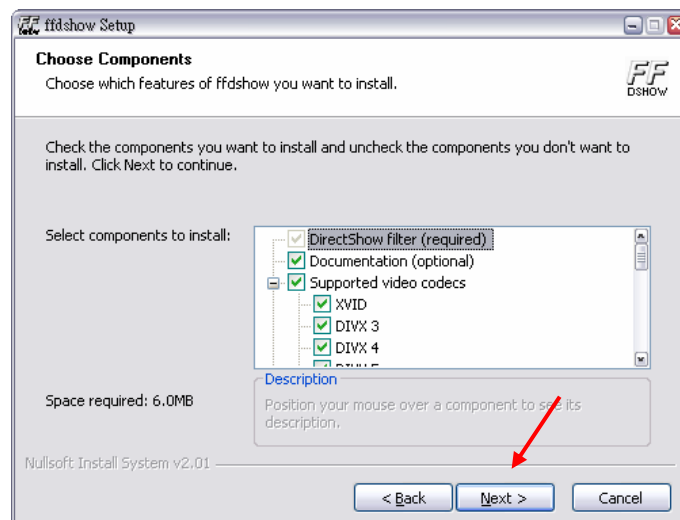 ffdshow Setup
Choose Components
Choose which features of ffdshow you want to install.
FF
DSHOW
Check the components you want to install and uncheck the components you don't want to
install. Click Next to continue.
Select components to install:
DirectShow filter (required)
Documentation (optional)
Supported video codecs
XVID
DIVX 3
DIVX 4
Description
Space required: 6.0MB
Position your mouse over a component to see its
description.
Nullsoft Install System v2.01
< Back
Next >
Cancel